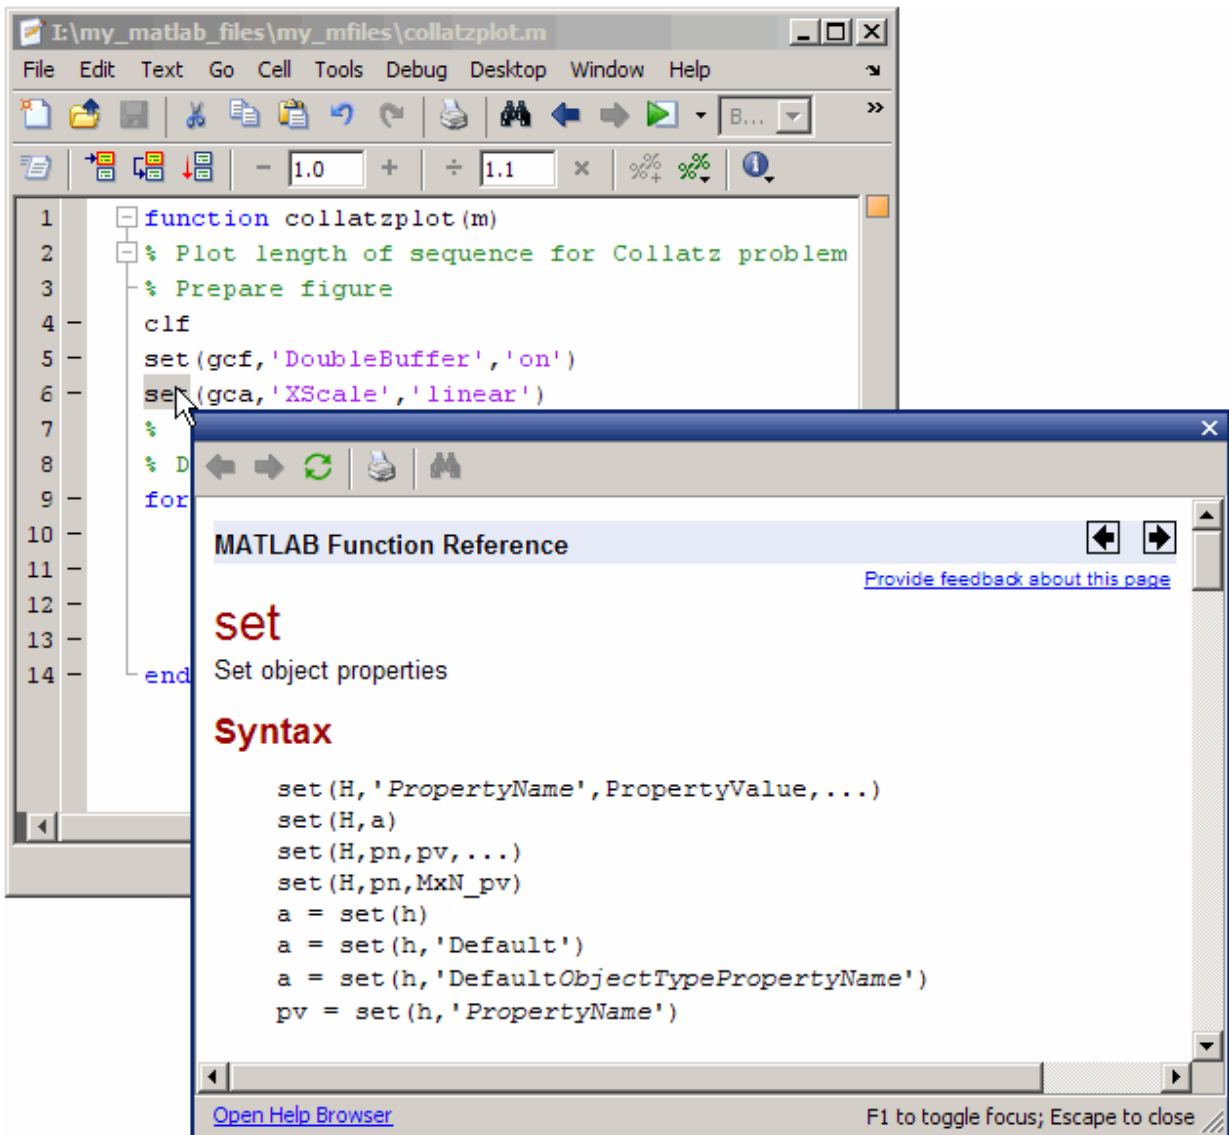 I:\my_matlab_files\my_mfiles\collatzplot.m
File Edit Text Go Cell Tools Debug Desktop Window Help
B...
1.0
1.1
1 function collatzplot(m)
2 % Plot length of sequence for Collatz problem
3 % Prepare figure
4 clf
5 set(gcf,'DoubleBuffer','on')
6 set(gca,'XScale','linear')
7 %
8 % D
9 for
10
11
12
13
14 end
MATLAB Function Reference
Provide feedback about this page
set
Set object properties
Syntax
set(H,'PropertyName',PropertyValue,...)
set(H,a)
set(H,pn,pv,...)
set(H,pn,MxN_pv)
a = set(h)
a = set(h,'Default')
a = set(h,'DefaultObjectTypePropertyName')
pv = set(h,'PropertyName')
Open Help Browser
F1 to toggle focus; Escape to close